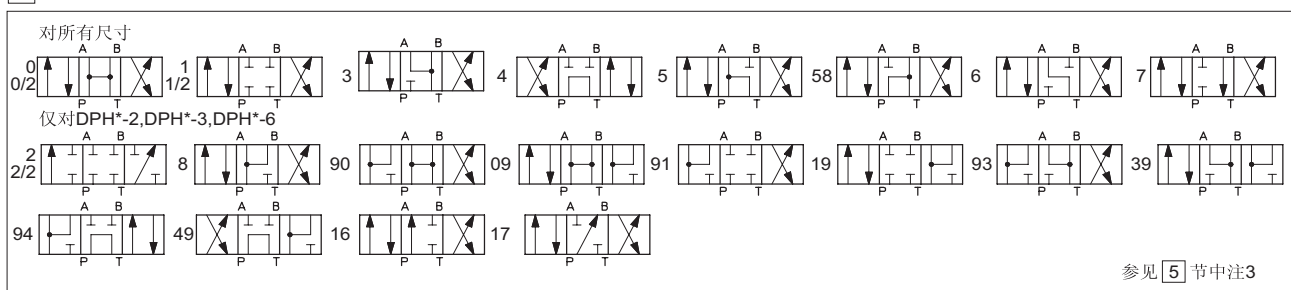 对所有尺寸
A B A B A B A B A B A B A B A B
0 1 3 4 5 58 6 7
0/2 1/2
P T P T P T P T P T P T P T P T
仅对DPH*-2,DPH*-3,DPH*-6
A B A B A B A B A B A B A B A B
2 8 90 09 91 19 93 39
2/2
P T P T P T P T P T P T P T P T
A B A B A B A B
94 49 16 17
P T P T P T P T
参见 5 节中注3